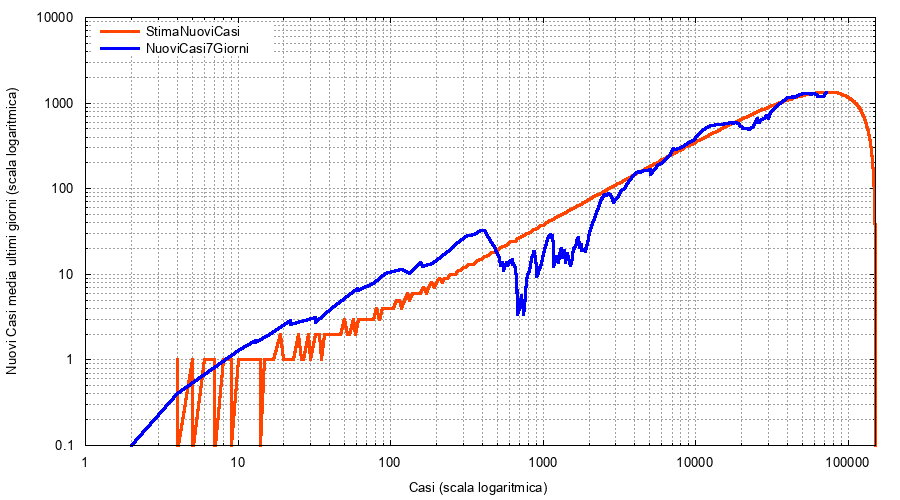 10000
StimaNuoviCasi
NuoviCasi7Giorni
1000
100
10
1
0.1
1 10 100 1000 10000 100000
Nuovi Casi media ultimi giorni (scala logaritmica)
Casi (scala logaritmica)